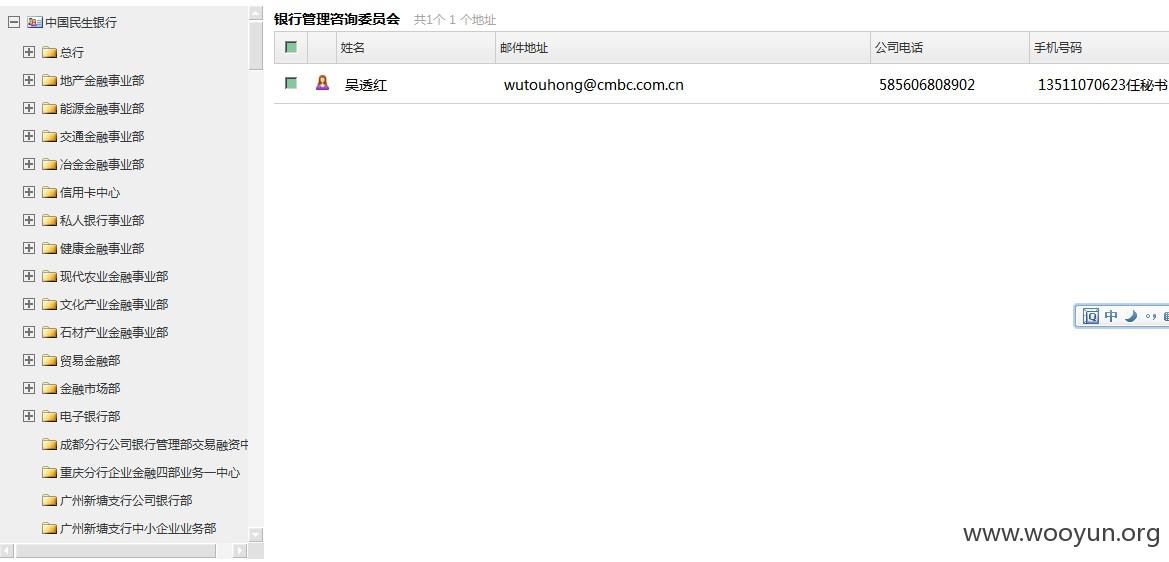 中国民生银行
总行
地产金融事业部
能源金融事业部
交通金融事业部
冶金金融事业部
信用卡中心
私人银行事业部
健康金融事业部
现代农业金融事业部
文化产业金融事业部
石材产业金融事业部
贸易金融部
金融市场部
电子银行部
成都分行公司银行管理部交易融资中
重庆分行企业金融四部业务一中心
广州新塘支行公司银行部
广州新塘支行中小企业业务部
银行管理咨询委员会 共1个 1 个地址
姓名 邮件地址 公司电话 手机号码
吴透红 wutouhong@cmbc.com.cn 585606808902 13511070623任秘书
中
www.wooyun.org